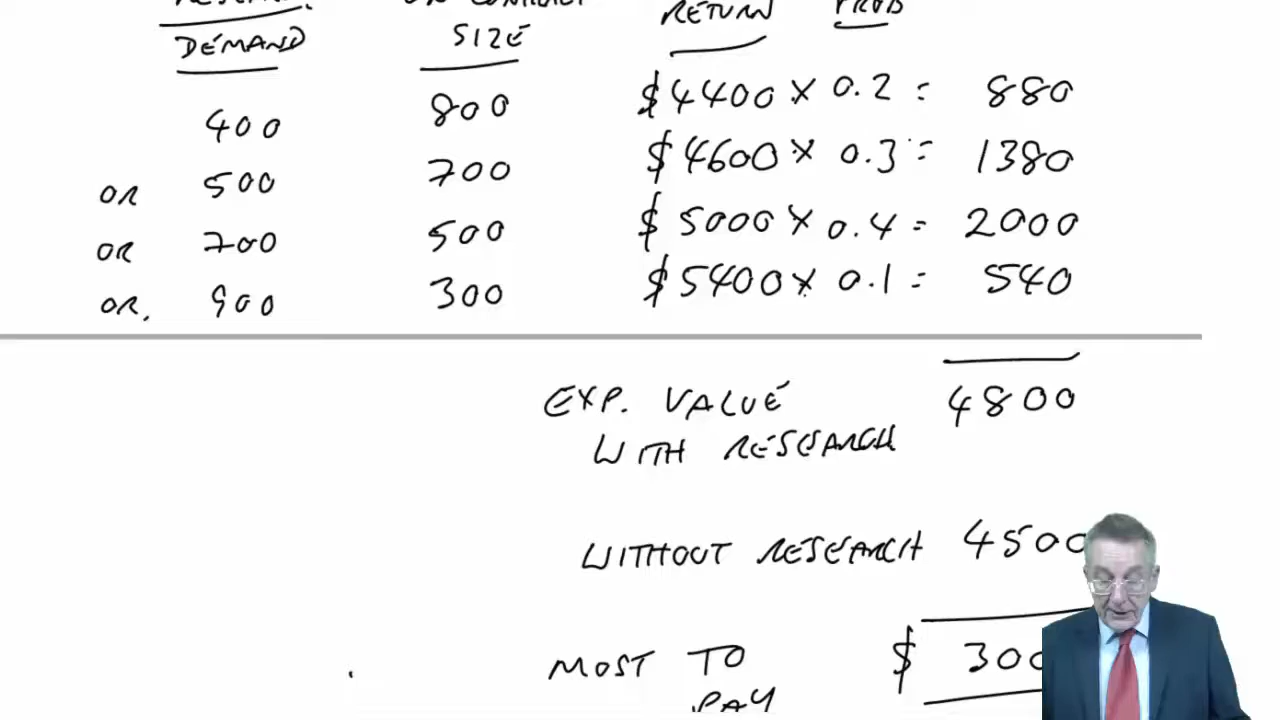 RETURN PROB
DEMAND SIZE
400 800 $4400 × 0.2 = 880
OR 500 700 $4600 × 0.3 = 1380
OR 700 500 $5000 × 0.4 = 2000
OR. 900 300 $5400 × 0.1 = 540
EXP. VALUE 4800
WITH RESEARCH
WITHOUT RESEARCH 4500
MOST TO $ 300
PAY